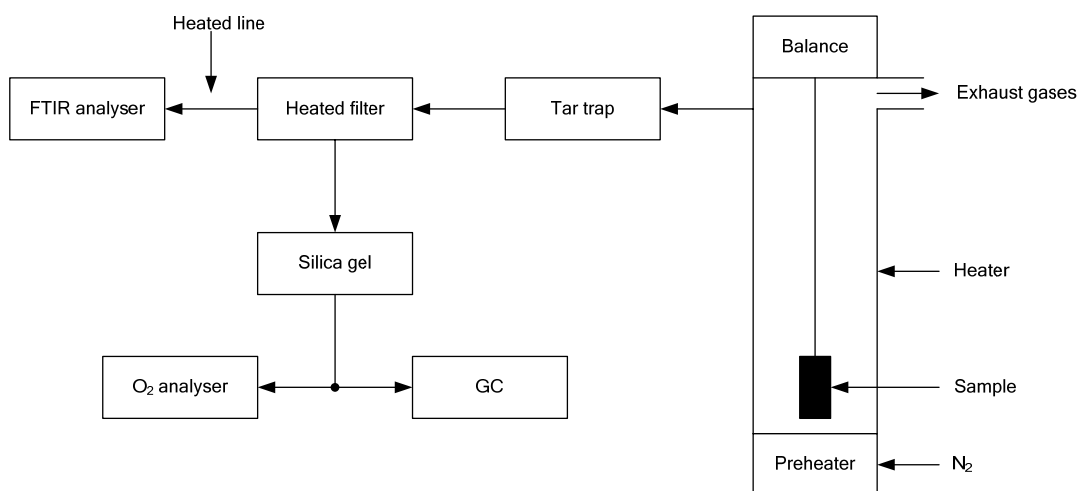 Heated line
Balance
FTIR analyser
Heated filter
Tar trap
Exhaust gases
Silica gel
Heater
O₂ analyser
GC
Sample
Preheater
N₂